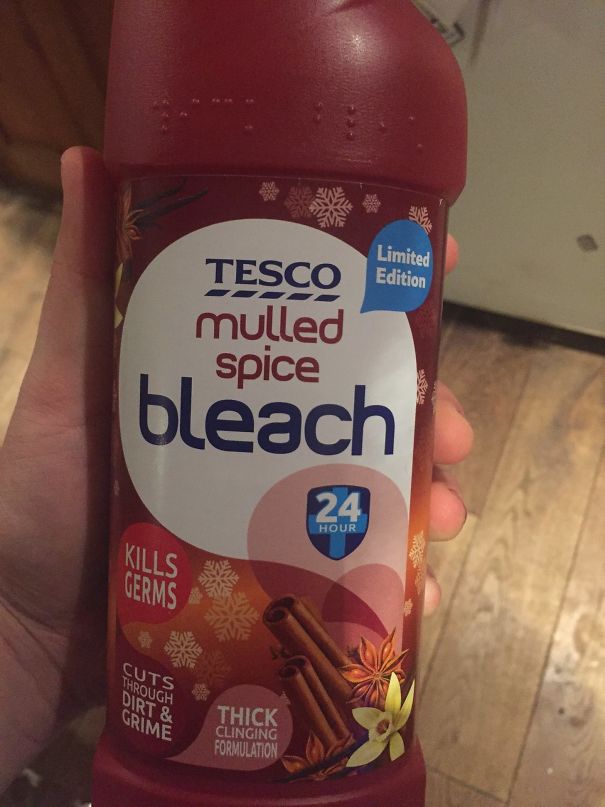 TESCO
Limited
Edition
mulled
spice
bleach
24
HOUR
KILLS
GERMS
CUTS
THROUGH
DIRT &
GRIME
THICK
CLINGING
FORMULATION